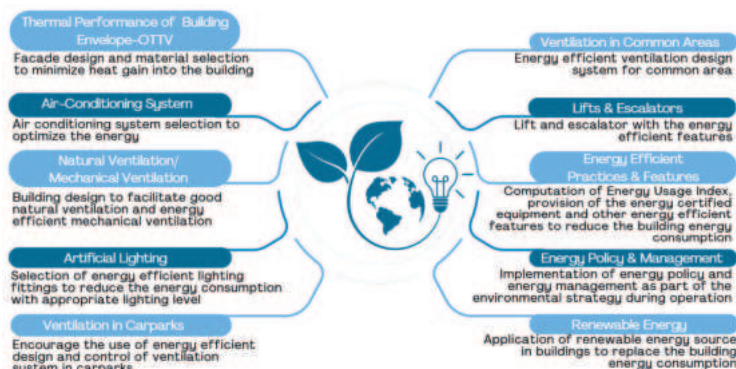 Thermal Performance of Building
Envelope-OTTV
Facade design and material selection
to minimize heat gain into the building
Air-Conditioning System
Air conditioning system selection to
optimize the energy
Natural Ventilation/
Mechanical Ventilation
Building design to facilitate good
natural ventilation and energy
efficient mechanical ventilation
Artificial Lighting
Selection of energy efficient lighting
fittings to reduce the energy consumption
with appropriate lighting level
Ventilation in Carparks
Encourage the use of energy efficient
design and control of ventilation
system in carparks
Ventilation in Common Areas
Energy efficient ventilation design
system for common area
Lifts & Escalators
Lift and escalator with the energy
efficient features
Energy Efficient
Practices & Features
Computation of Energy Usage Index,
provision of the energy certified
equipment and other energy efficient
features to reduce the building energy
consumption
Energy Policy & Management
Implementation of energy policy and
energy management as part of the
environmental strategy during operation
Renewable Energy
Application of renewable energy source
in buildings to replace the building
energy consumption